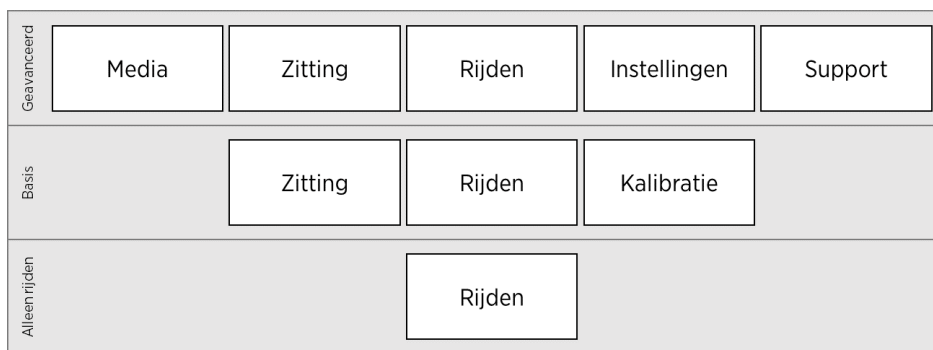 Geavanceerd
Media
Zitting
Rijden
Instellingen
Support
Basis
Zitting
Rijden
Kalibratie
Alleen rijden
Rijden